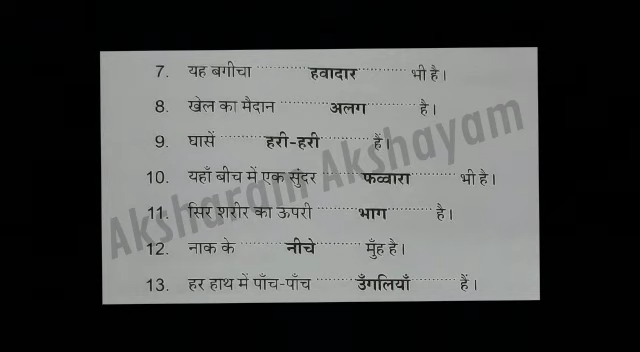 7. यह बगीचा ............ हवादार ............ भी है।
8. खेल का मैदान ............ अलग ............ है।
9. घासें ............ हरी-हरी ............ हैं।
10. यहाँ बीच में एक सुंदर ............ फव्वारा ............ भी है।
11. सिर शरीर का ऊपरी ............ भाग ............ है।
12. नाक के ............ नीचे ............ मुँह है।
13. हर हाथ में पाँच-पाँच ............ उँगलियाँ ............ हैं।
Aksharam Akshayam